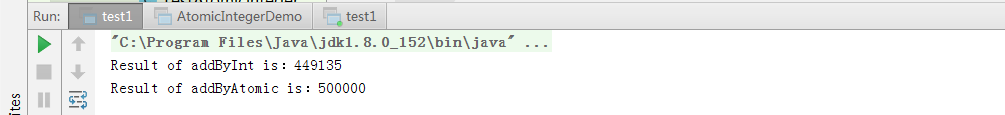 Run: test1 AtomicIntegerDemo test1
"C:\Program Files\Java\jdk1.8.0_152\bin\java" ...
Result of addByInt is: 449135
Result of addByAtomic is: 500000
ites